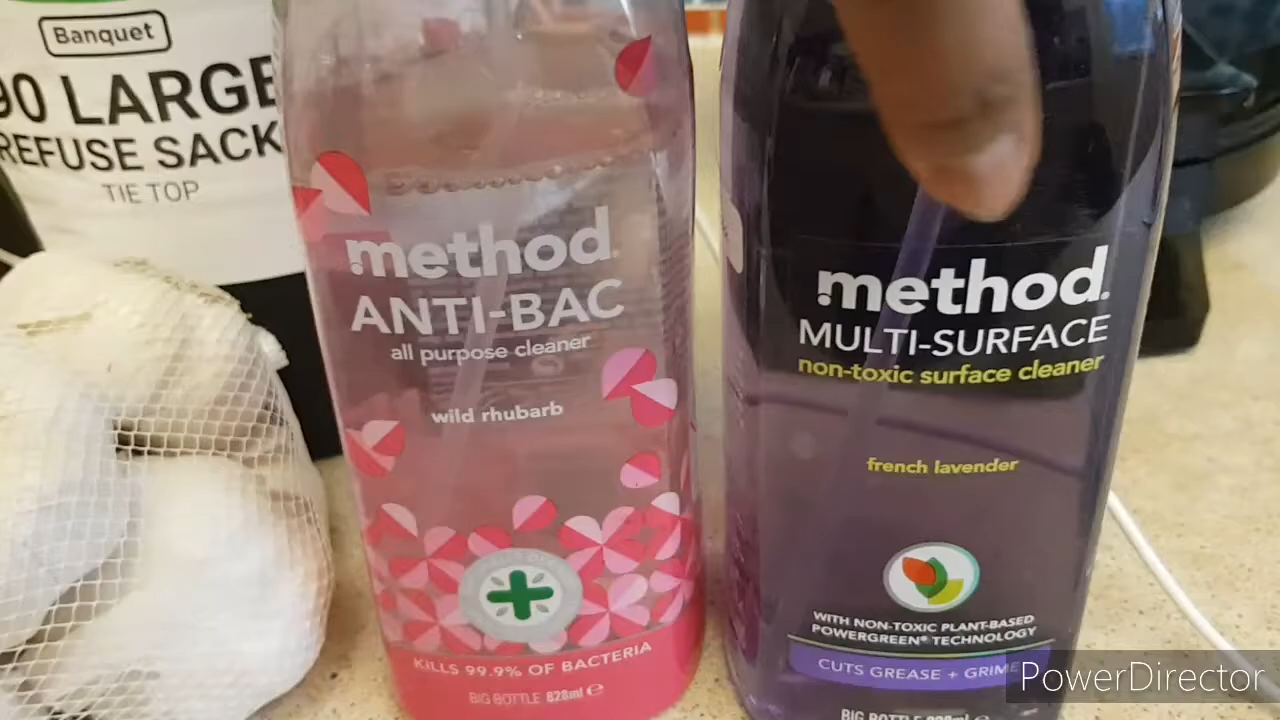 Banquet
90 LARGE
REFUSE SACK
TIE TOP
method
ANTI-BAC
all purpose cleaner
wild rhubarb
KILLS 99.9% OF BACTERIA
BIG BOTTLE 828ml e
method.
MULTI-SURFACE
non-toxic surface cleaner
french lavender
WITH NON-TOXIC PLANT-BASED
POWERGREEN® TECHNOLOGY
CUTS GREASE + GRIME
BIG BOTTLE
PowerDirector